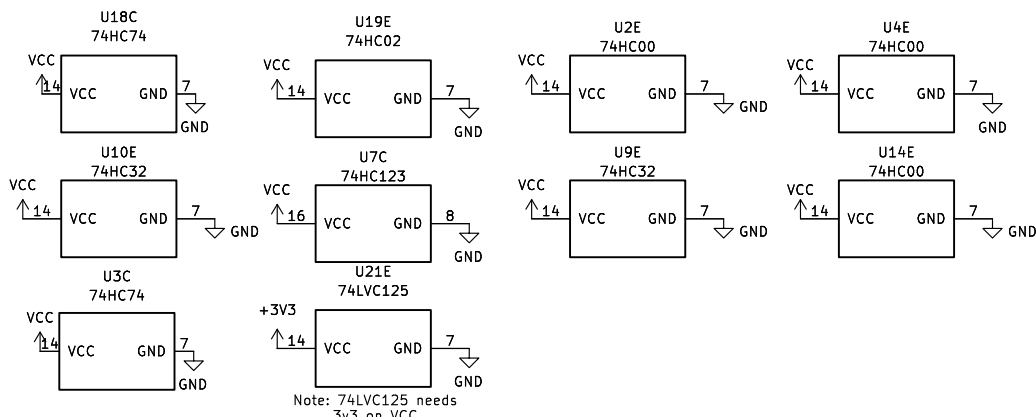 U18C
74HC74
VCC
14
VCC
GND
7
GND
U19E
74HC02
VCC
14
VCC
GND
7
GND
U2E
74HC00
VCC
14
VCC
GND
7
GND
U4E
74HC00
VCC
14
VCC
GND
7
GND
U10E
74HC32
VCC
14
VCC
GND
7
GND
U7C
74HC123
VCC
16
VCC
GND
8
GND
U9E
74HC32
VCC
14
VCC
GND
7
GND
U14E
74HC00
VCC
14
VCC
GND
7
GND
U3C
74HC74
VCC
14
VCC
GND
7
GND
U21E
74LVC125
+3V3
14
VCC
GND
7
GND
Note: 74LVC125 needs
3v3 on VCC